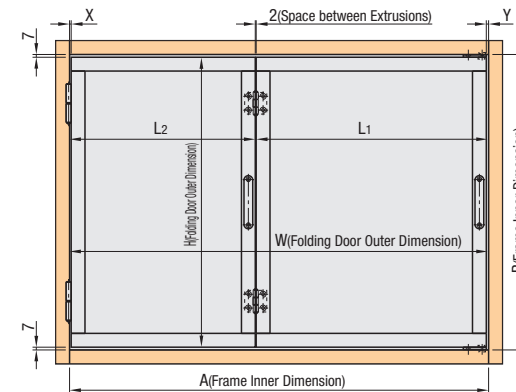 X
2(Space between Extrusions)
Y
7
L2
L1
H(Folding Door Outer Dimension)
W(Folding Door Outer Dimension)
7
A(Frame Inner Dimension)